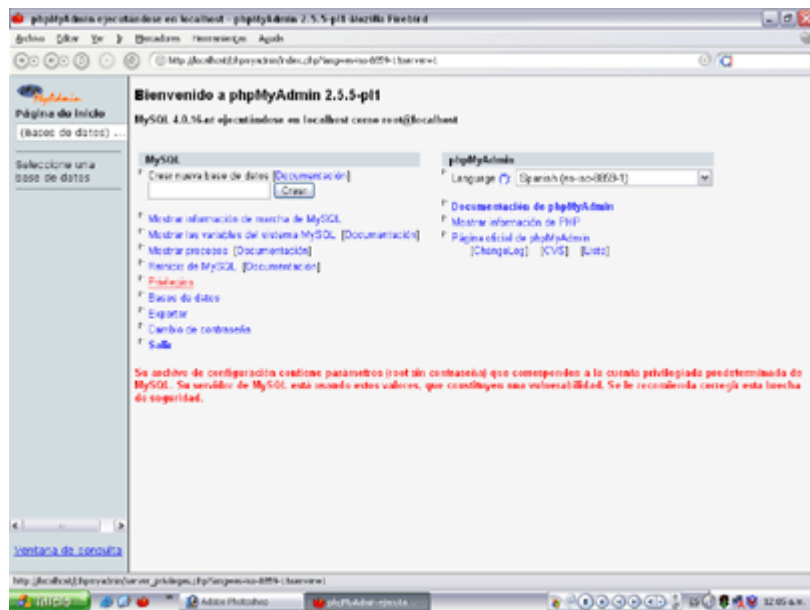 phpMyAdmin ejecutandose en localhost - phpMyAdmin 2.5.5-pl1 - Mozilla Firebird
Archivo Editar Ver Ir Marcadores Herramientas Ayuda
phpMyAdmin
Página de inicio
(Bases de datos) ...
Seleccione una
base de datos
Bienvenido a phpMyAdmin 2.5.5-pl1
MySQL 4.0.16-nt ejecutándose en localhost como root@localhost
MySQL
Crear nueva base de datos [Documentación]
Crear
Mostrar información de marcha de MySQL
Mostrar las variables del sistema MySQL [Documentación]
Mostrar procesos [Documentación]
Reinicio de MySQL [Documentación]
Privilegios
Bases de datos
Exportar
Cambio de contraseña
Salir
phpMyAdmin
Language (*): Spanish (es-iso-8859-1)
Documentación de phpMyAdmin
Mostrar información de PHP
Página oficial de phpMyAdmin
[ChangeLog] [CVS] [Lists]
Su archivo de configuración contiene parámetros (root sin contraseña) que corresponden a la cuenta privilegiada predeterminada de
MySQL. Su servidor de MySQL está usando estos valores, que constituyen una vulnerabilidad. Se le recomienda corregir esta brecha
de seguridad.
Ventana de consulta
Inicio
Adobe Photoshop
phpMyAdmin ejecuta...
ES
12:05 a.m.